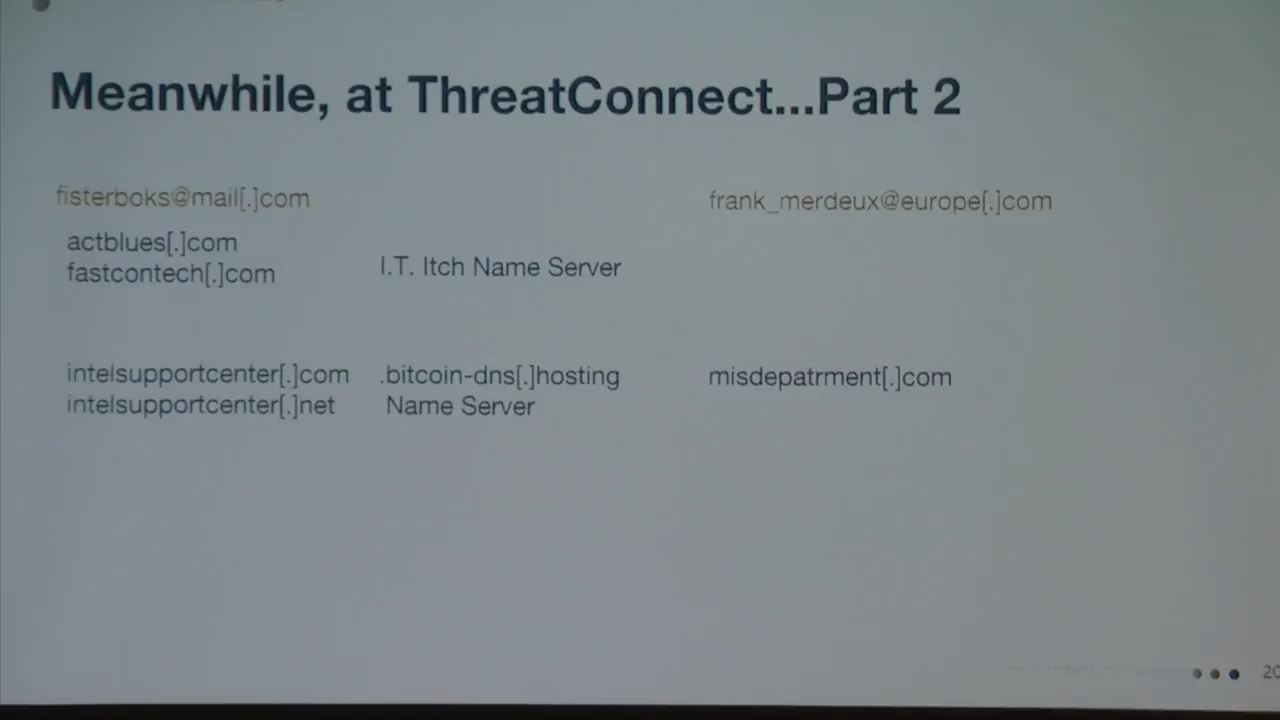 Meanwhile, at ThreatConnect...Part 2
fisterboks@mail[.]com
frank_merdeux@europe[.]com
actblues[.]com
fastcontech[.]com
I.T. Itch Name Server
intelsupportcenter[.]com
intelsupportcenter[.]net
.bitcoin-dns[.]hosting
Name Server
misdepatrment[.]com
20